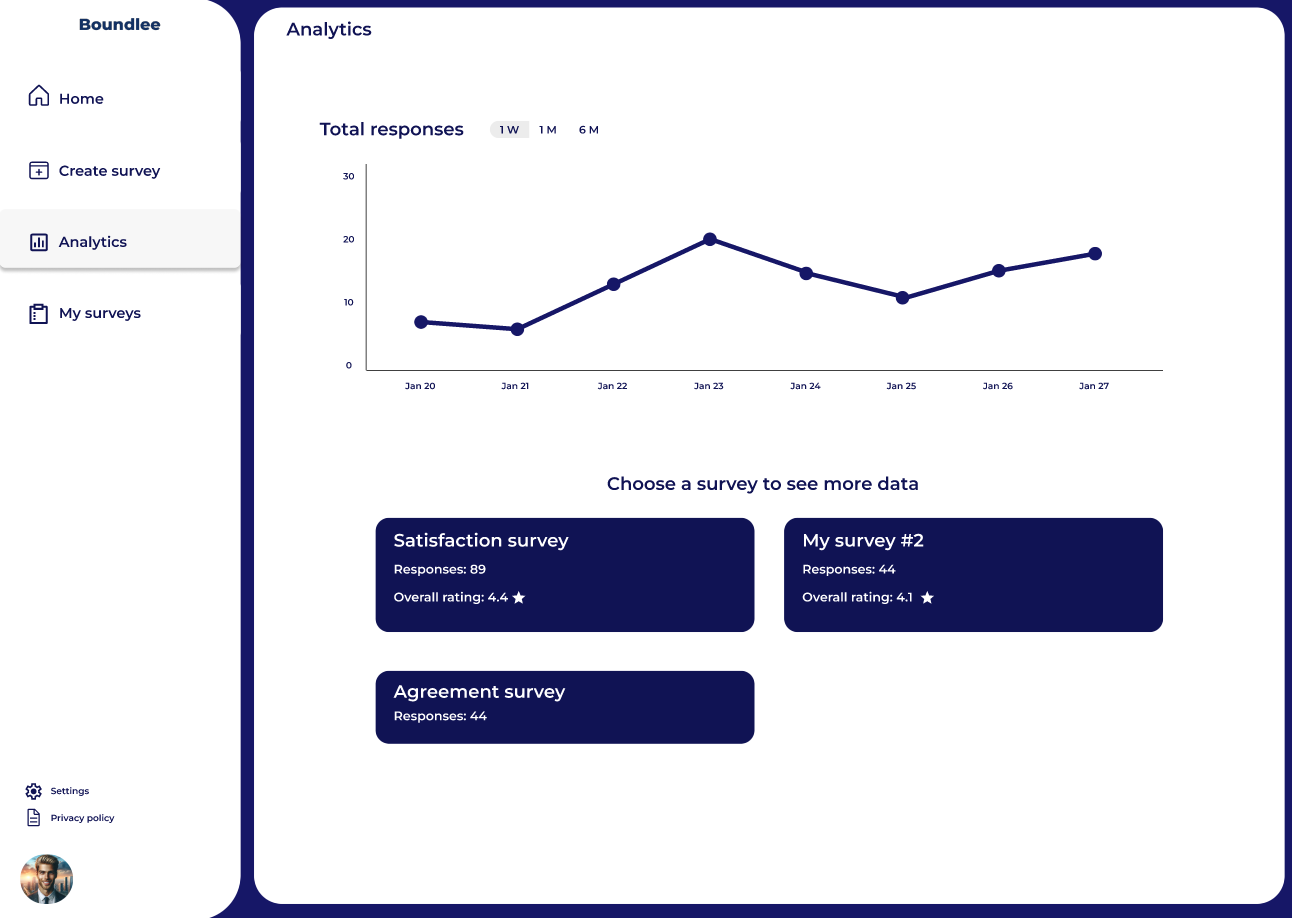 Boundlee
Home
Create survey
Analytics
My surveys
Settings
Privacy policy
Analytics
Total responses
1 W
1 M
6 M
30
20
10
0
Jan 20
Jan 21
Jan 22
Jan 23
Jan 24
Jan 25
Jan 26
Jan 27
Choose a survey to see more data
Satisfaction survey
Responses: 89
Overall rating: 4.4
My survey #2
Responses: 44
Overall rating: 4.1
Agreement survey
Responses: 44